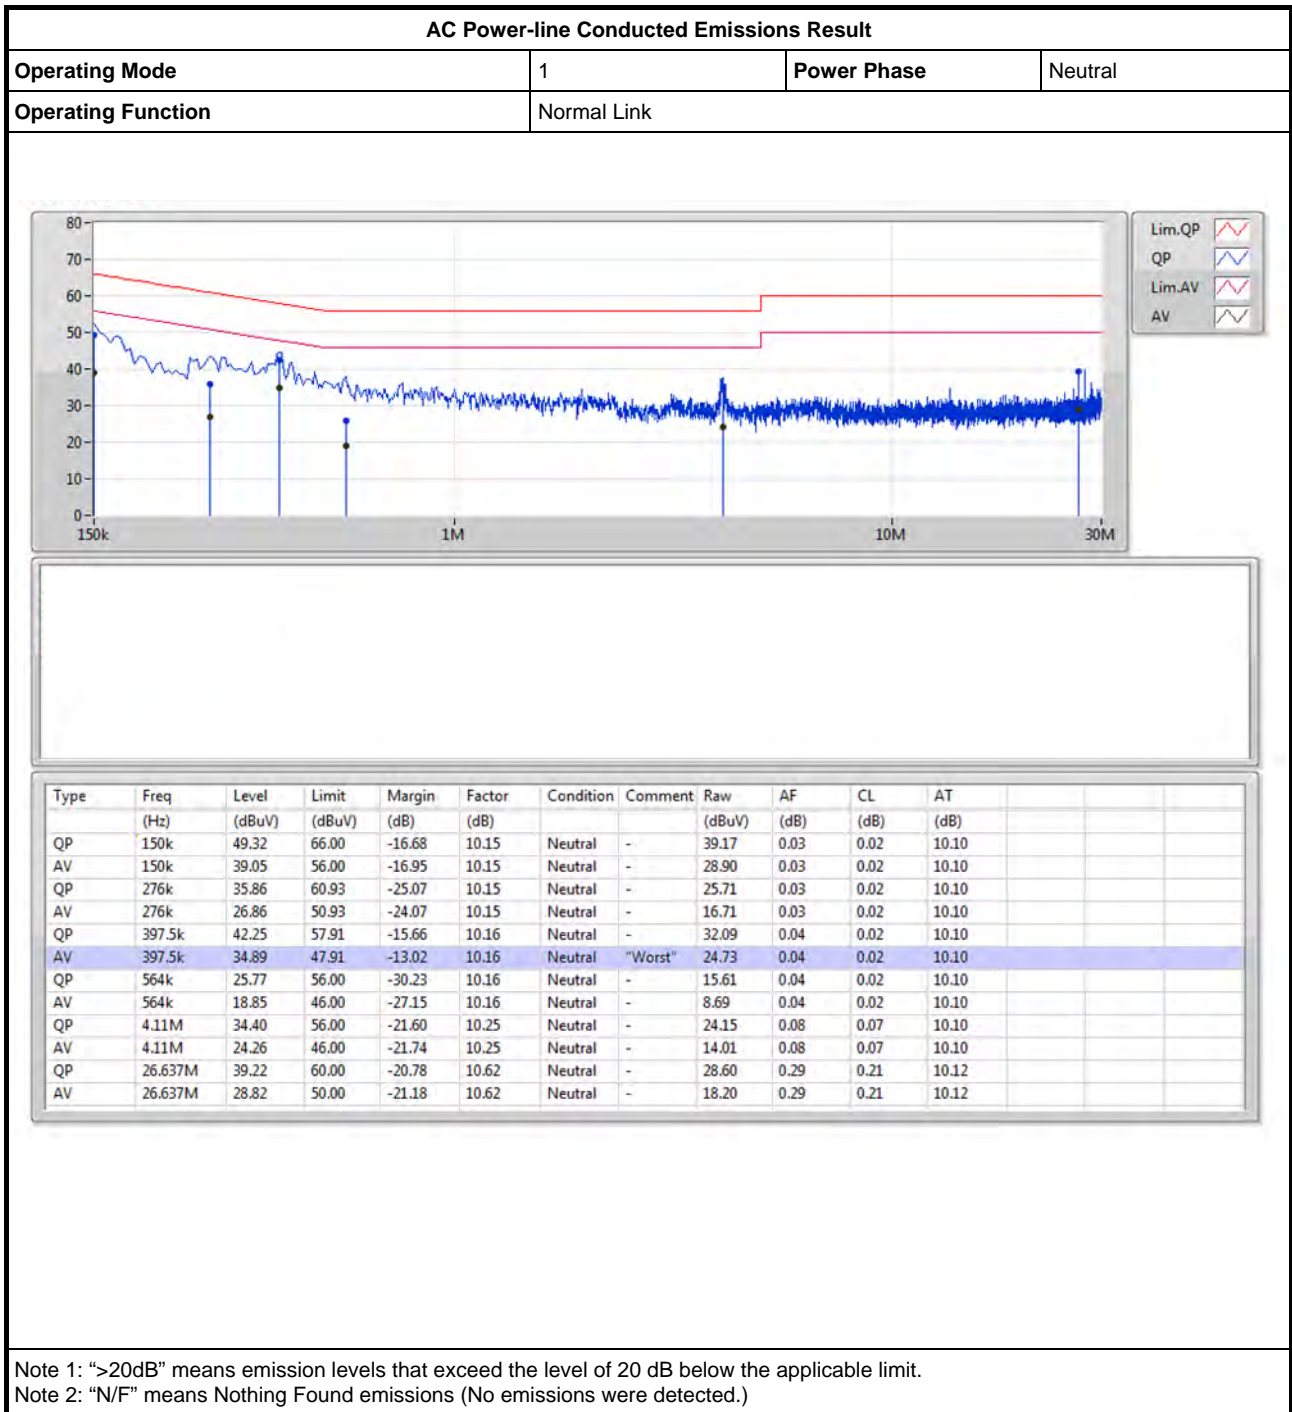 AC Power-line Conducted Emissions Result
Operating Mode 1 Power Phase Neutral
Operating Function Normal Link
80
70
60
50
40
30
20
10
0
150k 1M 10M 30M
Lim.QP
QP
Lim.AV
AV
Type Freq Level Limit Margin Factor Condition Comment Raw AF CL AT
(Hz) (dBuV) (dBuV) (dB) (dB) (dBuV) (dB) (dB) (dB)
QP 150k 49.32 66.00 -16.68 10.15 Neutral - 39.17 0.03 0.02 10.10
AV 150k 39.05 56.00 -16.95 10.15 Neutral - 28.90 0.03 0.02 10.10
QP 276k 35.86 60.93 -25.07 10.15 Neutral - 25.71 0.03 0.02 10.10
AV 276k 26.86 50.93 -24.07 10.15 Neutral - 16.71 0.03 0.02 10.10
QP 397.5k 42.25 57.91 -15.66 10.16 Neutral - 32.09 0.04 0.02 10.10
AV 397.5k 34.89 47.91 -13.02 10.16 Neutral "Worst" 24.73 0.04 0.02 10.10
QP 564k 25.77 56.00 -30.23 10.16 Neutral - 15.61 0.04 0.02 10.10
AV 564k 18.85 46.00 -27.15 10.16 Neutral - 8.69 0.04 0.02 10.10
QP 4.11M 34.40 56.00 -21.60 10.25 Neutral - 24.15 0.08 0.07 10.10
AV 4.11M 24.26 46.00 -21.74 10.25 Neutral - 14.01 0.08 0.07 10.10
QP 26.637M 39.22 60.00 -20.78 10.62 Neutral - 28.60 0.29 0.21 10.12
AV 26.637M 28.82 50.00 -21.18 10.62 Neutral - 18.20 0.29 0.21 10.12
Note 1: “>20dB” means emission levels that exceed the level of 20 dB below the applicable limit.
Note 2: “N/F” means Nothing Found emissions (No emissions were detected.)